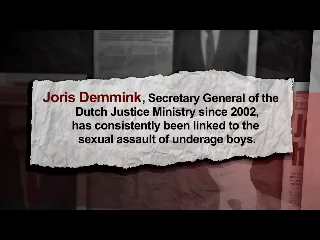 Joris Demmink, Secretary General of the
Dutch Justice Ministry since 2002,
has consistently been linked to the
sexual assault of underage boys.